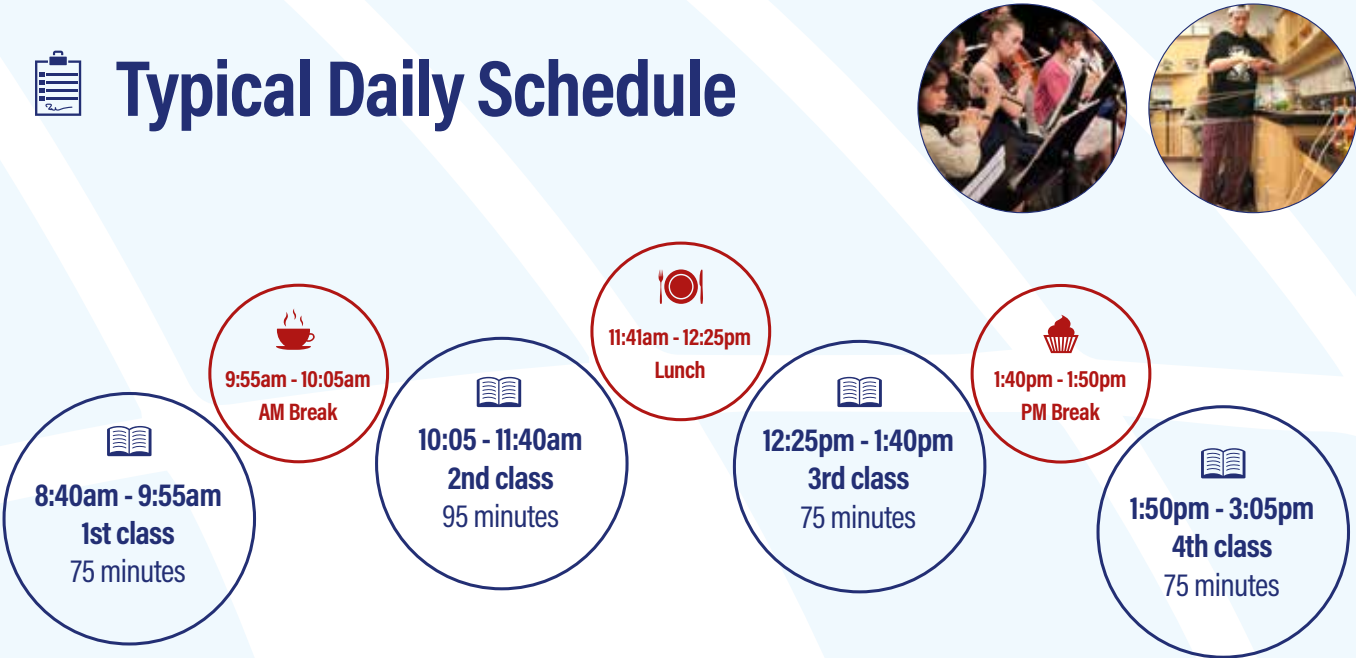 Typical Daily Schedule
8:40am - 9:55am
1st class
75 minutes
9:55am - 10:05am
AM Break
10:05 - 11:40am
2nd class
95 minutes
11:41am - 12:25pm
Lunch
12:25pm - 1:40pm
3rd class
75 minutes
1:40pm - 1:50pm
PM Break
1:50pm - 3:05pm
4th class
75 minutes